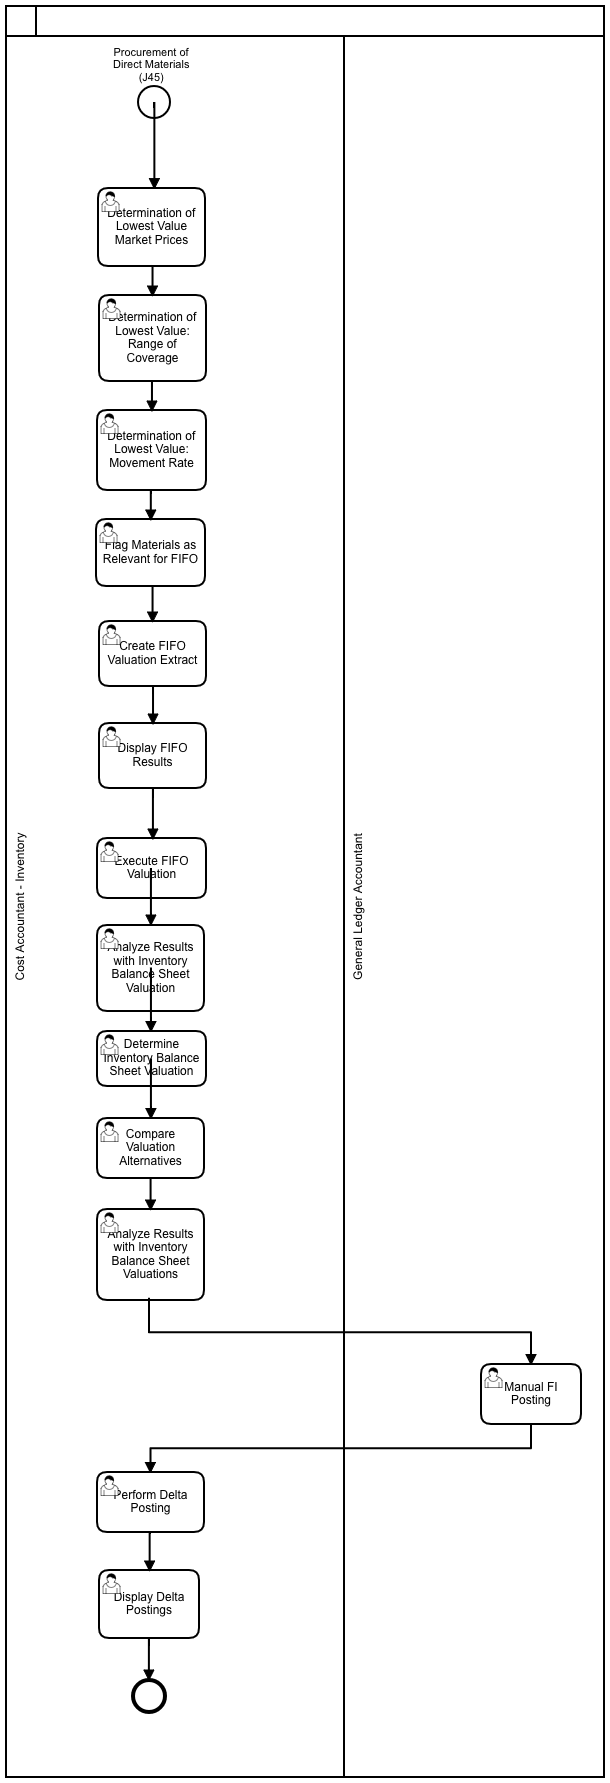 Procurement of
Direct Materials
(J45)
Determination of
Lowest Value
Market Prices
Determination of
Lowest Value:
Range of
Coverage
Determination of
Lowest Value:
Movement Rate
Flag Materials as
Relevant for FIFO
Create FIFO
Valuation Extract
Display FIFO
Results
Cost Accountant - Inventory
General Ledger Accountant
Execute FIFO
Valuation
Analyze Results
with Inventory
Balance Sheet
Valuation
Determine
Inventory Balance
Sheet Valuation
Compare
Valuation
Alternatives
Analyze Results
with Inventory
Balance Sheet
Valuations
Manual FI
Posting
Perform Delta
Posting
Display Delta
Postings